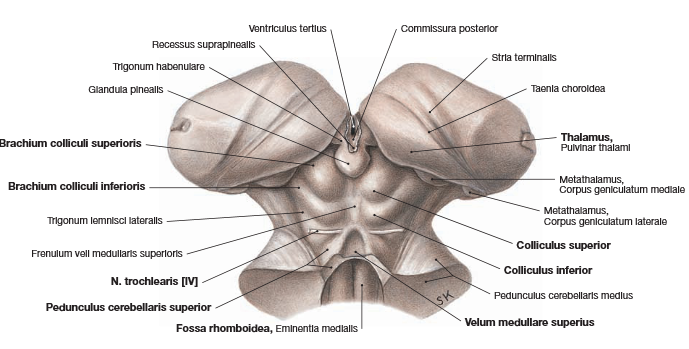 Ventriculus tertius
Commissura posterior
Recessus suprapinealis
Trigonum habenulare
Glandula pinealis
Brachium colliculi superioris
Brachium colliculi inferioris
Trigonum lemnisci lateralis
Frenulum veli medullaris superioris
N. trochlearis [IV]
Pedunculus cerebellaris superior
Fossa rhomboidea, Eminentia medialis
Stria terminalis
Taenia choroidea
Thalamus,
Pulvinar thalami
Metathalamus,
Corpus geniculatum mediale
Metathalamus,
Corpus geniculatum laterale
Colliculus superior
Colliculus inferior
Pedunculus cerebellaris medius
Velum medullare superius
SK